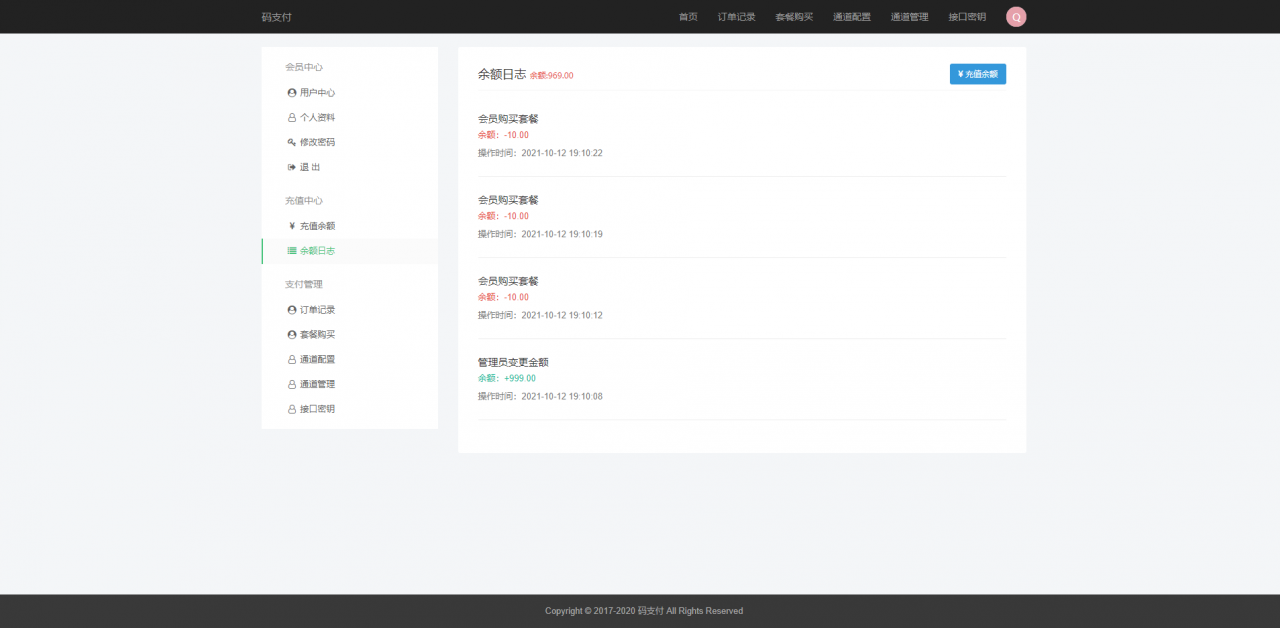 码支付
首页 订单记录 套餐购买 通道配置 通道管理 接口密钥 Q
会员中心
用户中心
个人资料
修改密码
退 出
充值中心
¥ 充值余额
余额日志
支付管理
订单记录
套餐购买
通道配置
通道管理
接口密钥
余额日志 余额:969.00
¥ 充值余额
会员购买套餐
余额：-10.00
操作时间：2021-10-12 19:10:22
会员购买套餐
余额：-10.00
操作时间：2021-10-12 19:10:19
会员购买套餐
余额：-10.00
操作时间：2021-10-12 19:10:12
管理员变更金额
余额：+999.00
操作时间：2021-10-12 19:10:08
Copyright © 2017-2020 码支付 All Rights Reserved